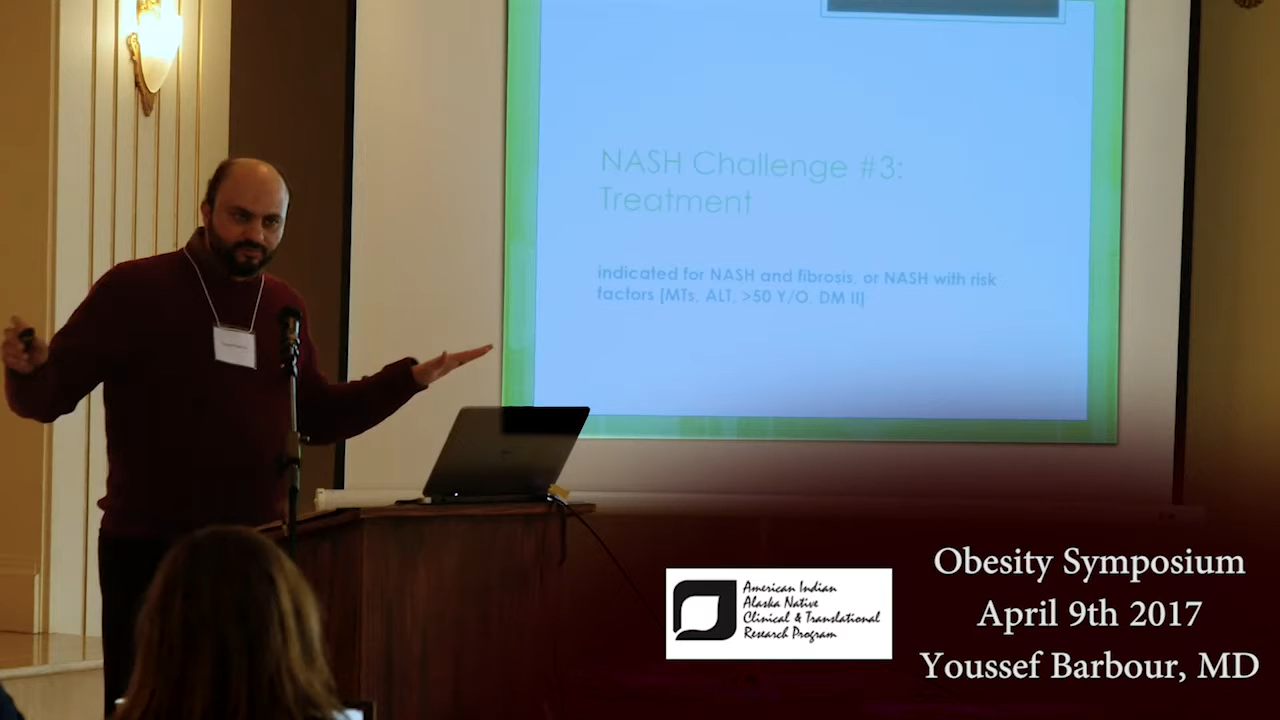 NASH Challenge #3:
Treatment
indicated for NASH and fibrosis, or NASH with risk
factors [MTs, ALT, >50 Y/O, DM II]
American Indian
Alaska Native
Clinical & Translational
Research Program
Obesity Symposium
April 9th 2017
Youssef Barbour, MD